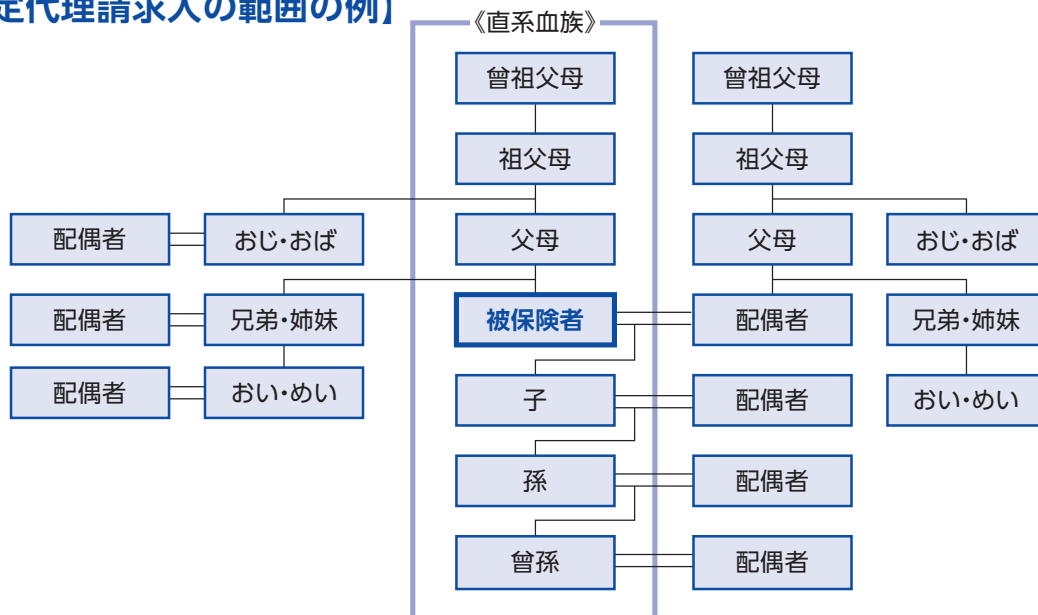 定代理請求人の範囲の例】
《直系血族》
曾祖父母
曾祖父母
祖父母
祖父母
配偶者
おじ・おば
父母
父母
おじ・おば
配偶者
兄弟・姉妹
被保険者
配偶者
兄弟・姉妹
配偶者
おい・めい
子
配偶者
おい・めい
孫
配偶者
曾孫
配偶者